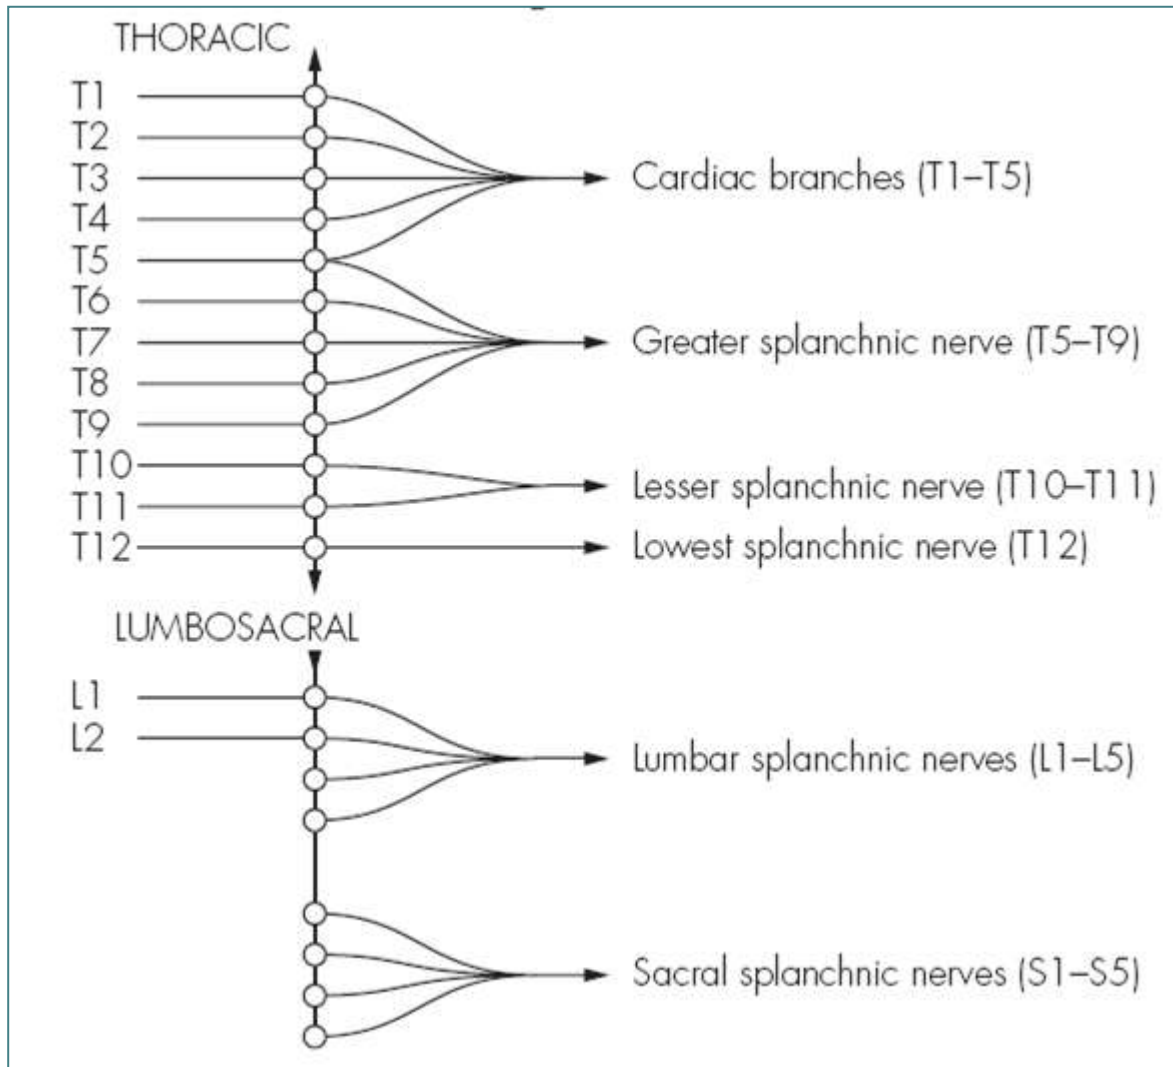 THORACIC
T1
T2
T3
Cardiac branches (T1–T5)
T4
T5
T6
T7
Greater splanchnic nerve (T5–T9)
T8
T9
T10
Lesser splanchnic nerve (T10–T11)
T11
T12
Lowest splanchnic nerve (T12)
LUMBOSACRAL
L1
L2
Lumbar splanchnic nerves (L1–L5)
Sacral splanchnic nerves (S1–S5)